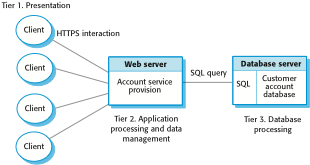 Tier 1. Presentation
Client
HTTPS interaction
Client
Client
Client
Web server
Account service
provision
SQL query
Database server
SQL
Customer
account
database
Tier 2. Application
processing and data
management
Tier 3. Database
processing